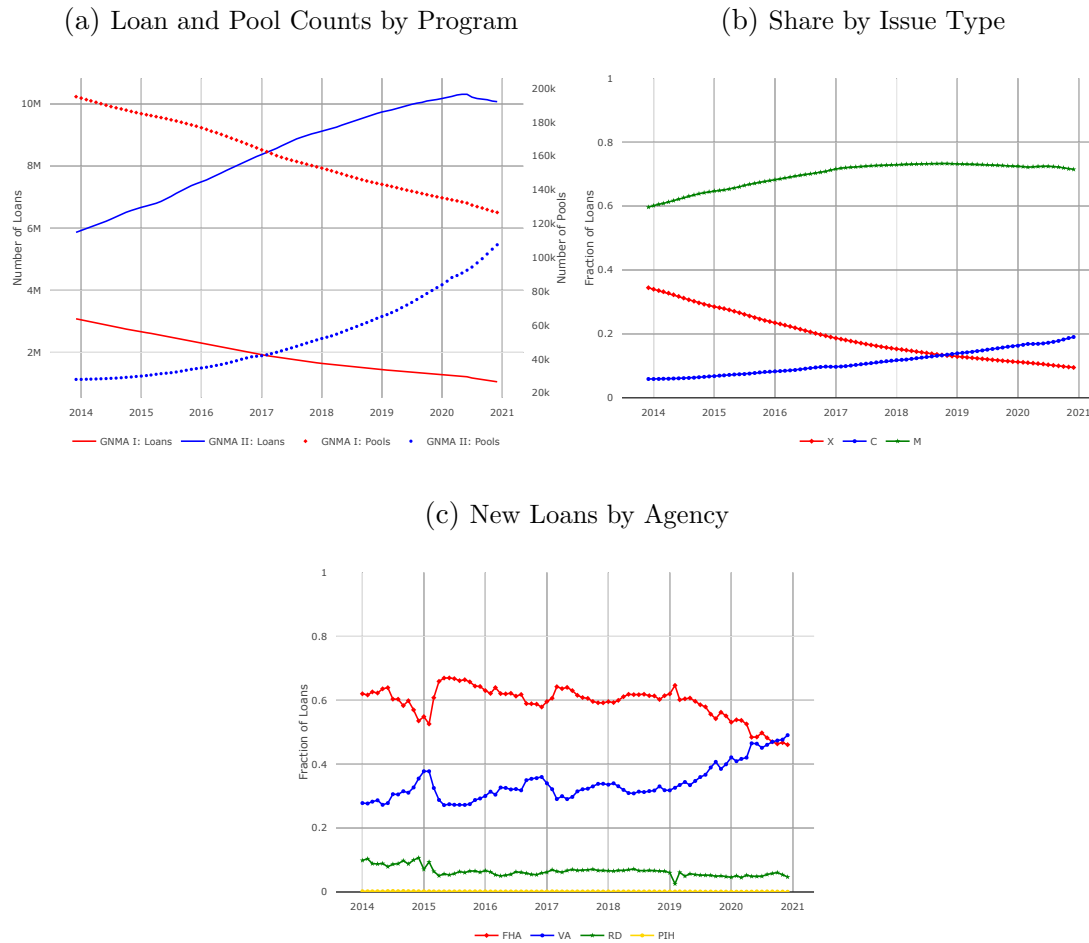 (a) Loan and Pool Counts by Program
10M
8M
6M
4M
2M
Number of Loans
200k
180k
160k
140k
120k
100k
80k
60k
40k
20k
Number of Pools
2014 2015 2016 2017 2018 2019 2020 2021
GNMA I: Loans GNMA II: Loans GNMA I: Pools GNMA II: Pools
(b) Share by Issue Type
1
0.8
0.6
0.4
0.2
0
Fraction of Loans
2014 2015 2016 2017 2018 2019 2020 2021
X C M
(c) New Loans by Agency
1
0.8
0.6
0.4
0.2
0
Fraction of Loans
2014 2015 2016 2017 2018 2019 2020 2021
FHA VA RD PIH